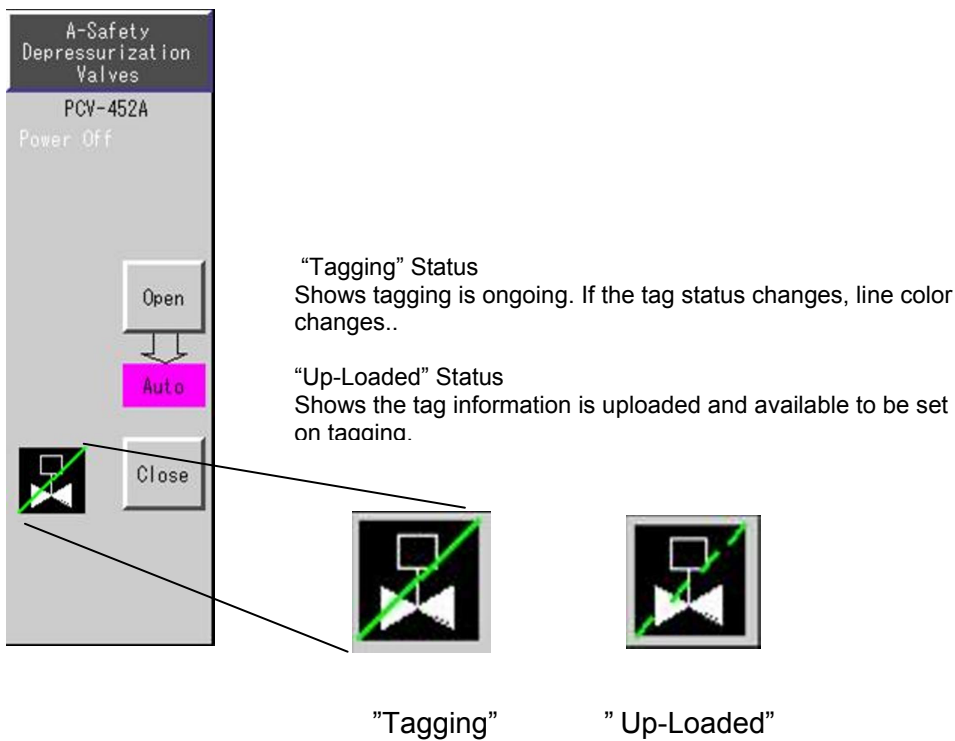 A-Safety
Depressurization
Valves
PCV-452A
Power Off
Open
Auto
Close
“Tagging” Status
Shows tagging is ongoing. If the tag status changes, line color
changes..
“Up-Loaded” Status
Shows the tag information is uploaded and available to be set
on tagging.
”Tagging”
” Up-Loaded”